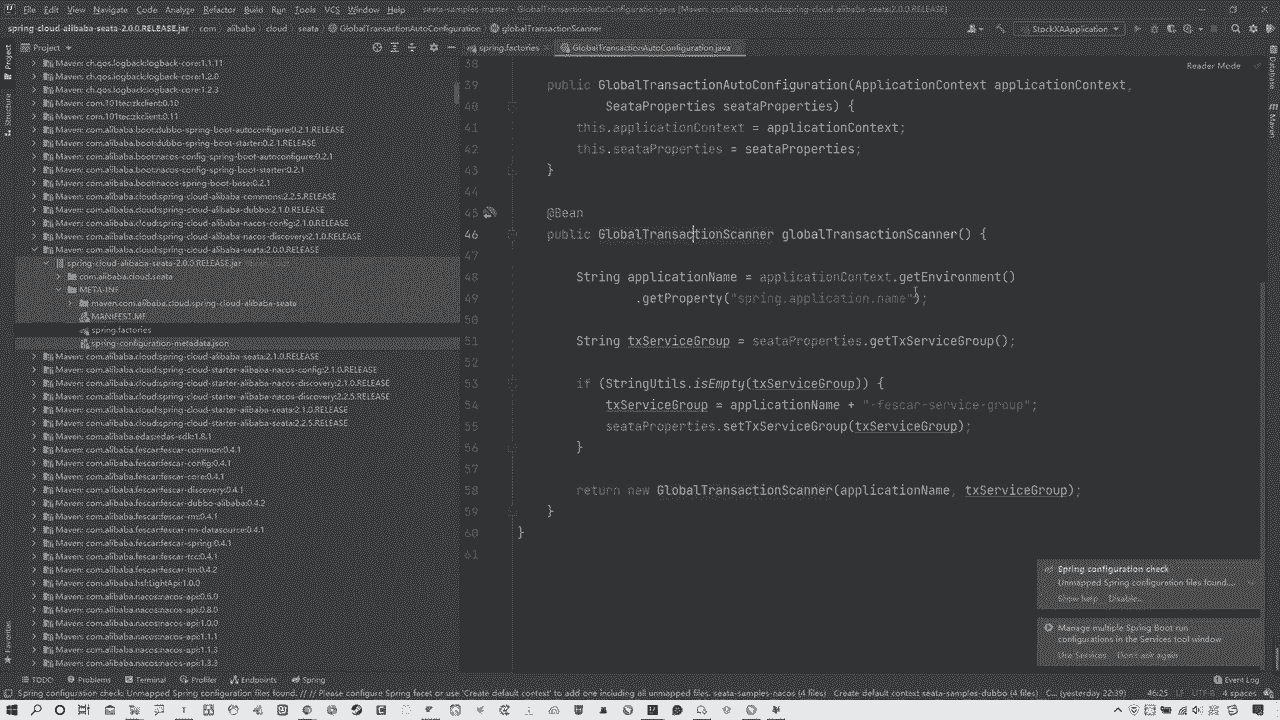 File Edit View Navigate Code Analyze Refactor Build Run Tools VCS Window Help seata-samples-master - GlobalTransactionAutoConfiguration.java [Maven: com.alibaba.cloud:spring-cloud-alibaba-seata:2.0.0.RELEASE]
spring-cloud-alibaba-seata-2.0.0.RELEASE.jar com alibaba cloud seata GlobalTransactionAutoConfiguration globalTransactionScanner StockXAApplication
Project spring.factories GlobalTransactionAutoConfiguration.java
Reader Mode
Project
Structure
Favorites
Database
Maven
Maven: ch.qos.logback:logback-core:1.1.11
Maven: ch.qos.logback:logback-core:1.2.0
Maven: ch.qos.logback:logback-core:1.2.3
Maven: com.101tec:zkclient:0.10
Maven: com.101tec:zkclient:0.11
Maven: com.alibaba.boot:dubbo-spring-boot-autoconfigure:0.2.1.RELEASE
Maven: com.alibaba.boot:dubbo-spring-boot-starter:0.2.1.RELEASE
Maven: com.alibaba.boot:nacos-config-spring-boot-autoconfigure:0.2.1
Maven: com.alibaba.boot:nacos-config-spring-boot-starter:0.2.1
Maven: com.alibaba.boot:nacos-spring-boot-base:0.2.1
Maven: com.alibaba.cloud:spring-cloud-alibaba-commons:2.2.5.RELEASE
Maven: com.alibaba.cloud:spring-cloud-alibaba-dubbo:2.1.0.RELEASE
Maven: com.alibaba.cloud:spring-cloud-alibaba-nacos-config:2.1.0.RELEASE
Maven: com.alibaba.cloud:spring-cloud-alibaba-nacos-discovery:2.1.0.RELEASE
Maven: com.alibaba.cloud:spring-cloud-alibaba-seata:2.0.0.RELEASE
spring-cloud-alibaba-seata-2.0.0.RELEASE.jar
com.alibaba.cloud.seata
META-INF
maven.com.alibaba.cloud.spring-cloud-alibaba-seata
MANIFEST.MF
spring.factories
spring-configuration-metadata.json
Maven: com.alibaba.cloud:spring-cloud-alibaba-seata:2.1.0.RELEASE
Maven: com.alibaba.cloud:spring-cloud-starter-alibaba-nacos-config:2.1.0.RELEASE
Maven: com.alibaba.cloud:spring-cloud-starter-alibaba-nacos-discovery:2.1.0.RELEASE
Maven: com.alibaba.cloud:spring-cloud-starter-alibaba-nacos-discovery:2.2.5.RELEASE
Maven: com.alibaba.cloud:spring-cloud-starter-alibaba-seata:2.1.0.RELEASE
Maven: com.alibaba.cloud:spring-cloud-starter-alibaba-seata:2.2.5.RELEASE
Maven: com.alibaba.edas:edas-sdk:1.8.1
Maven: com.alibaba.fescar:fescar-common:0.4.1
Maven: com.alibaba.fescar:fescar-config:0.4.1
Maven: com.alibaba.fescar:fescar-core:0.4.1
Maven: com.alibaba.fescar:fescar-discovery:0.4.1
Maven: com.alibaba.fescar:fescar-dubbo-alibaba:0.4.2
Maven: com.alibaba.fescar:fescar-rm:0.4.1
Maven: com.alibaba.fescar:fescar-rm-datasource:0.4.1
Maven: com.alibaba.fescar:fescar-spring:0.4.1
Maven: com.alibaba.fescar:fescar-tcc:0.4.1
Maven: com.alibaba.fescar:fescar-tm:0.4.2
Maven: com.alibaba.hsf:LightApi:1.0.0
Maven: com.alibaba.nacos:nacos-api:0.6.0
Maven: com.alibaba.nacos:nacos-api:0.8.0
Maven: com.alibaba.nacos:nacos-api:1.0.0
Maven: com.alibaba.nacos:nacos-api:1.1.1
Maven: com.alibaba.nacos:nacos-api:1.1.3
Maven: com.alibaba.nacos:nacos-api:1.3.3
38
39 public GlobalTransactionAutoConfiguration(ApplicationContext applicationContext,
40 SeataProperties seataProperties) {
41 this.applicationContext = applicationContext;
42 this.seataProperties = seataProperties;
43 }
44
45 @Bean
46 public GlobalTransactionScanner globalTransactionScanner() {
47
48 String applicationName = applicationContext.getEnvironment()
49 .getProperty("spring.application.name");
50
51 String txServiceGroup = seataProperties.getTxServiceGroup();
52
53 if (StringUtils.isEmpty(txServiceGroup)) {
54 txServiceGroup = applicationName + "-fescar-service-group";
55 seataProperties.setTxServiceGroup(txServiceGroup);
56 }
57
58 return new GlobalTransactionScanner(applicationName, txServiceGroup);
59 }
60 }
61
Spring configuration check
Unmapped Spring configuration files found....
Show help Disable...
Manage multiple Spring Boot run
configurations in the Services tool window
Use Services Don't ask again
TODO Problems Terminal Profiler Endpoints Spring Event Log
Spring configuration check: Unmapped Spring configuration files found. // // Please configure Spring facet or use 'Create default context' to add one including all unmapped files. seata-samples-nacos (4 files) Create default context seata-samples-dubbo (4 files) C... (yesterday 22:39) 46:25 LF UTF-8 4 spaces